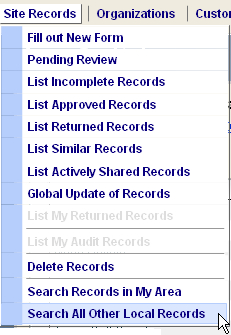 Site Records | Organizations | Custo
Fill out New Form
Pending Review
List Incomplete Records
List Approved Records
List Returned Records
List Similar Records
List Actively Shared Records
Global Update of Records
List My Returned Records
List My Audit Records
Delete Records
Search Records in My Area
Search All Other Local Records